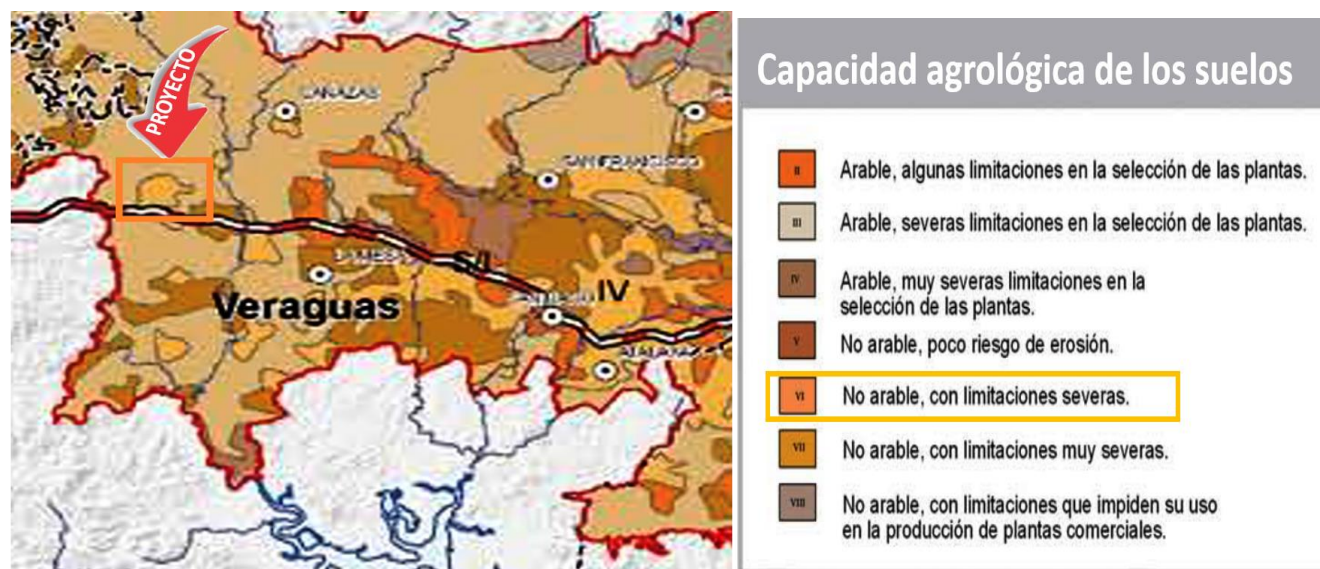 PROYECTO
CAÑAZAS
SAN FRANCISCO
Veraguas
IV
ATALAYA
Capacidad agrológica de los suelos
II
Arable, algunas limitaciones en la selección de las plantas.
III
Arable, severas limitaciones en la selección de las plantas.
IV
Arable, muy severas limitaciones en la
selección de las plantas.
V
No arable, poco riesgo de erosión.
VI
No arable, con limitaciones severas.
VII
No arable, con limitaciones muy severas.
VIII
No arable, con limitaciones que impiden su uso
en la producción de plantas comerciales.